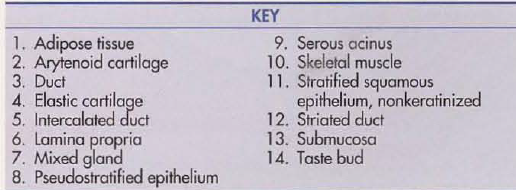 KEY
1. Adipose tissue
2. Arytenoid cartilage
3. Duct
4. Elastic cartilage
5. Intercalated duct
6. Lamina propria
7. Mixed gland
8. Pseudostratified epithelium
9. Serous acinus
10. Skeletal muscle
11. Stratified squamous
epithelium, nonkeratinized
12. Striated duct
13. Submucosa
14. Taste bud